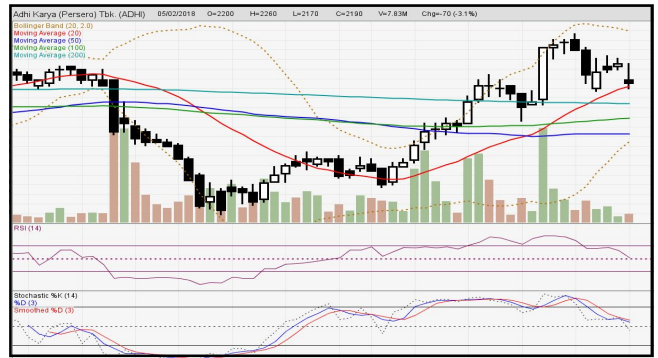 Adhi Karya (Persero) Tbk. (ADHI) 05/02/2018 O=2200 H=2260 L=2170 C=2190 V=7.83M Chg=-70 (-3.1%)
Bollinger Band (20, 2.0)
Moving Average (20)
Moving Average (50)
Moving Average (100)
Moving Average (200)
RSI (14)
Stochastic %K (14)
%D (3)
Smoothed %D (3)